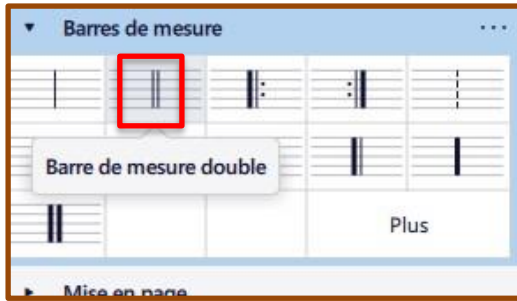 Barres de mesure
Barre de mesure double
Plus
Mise en page